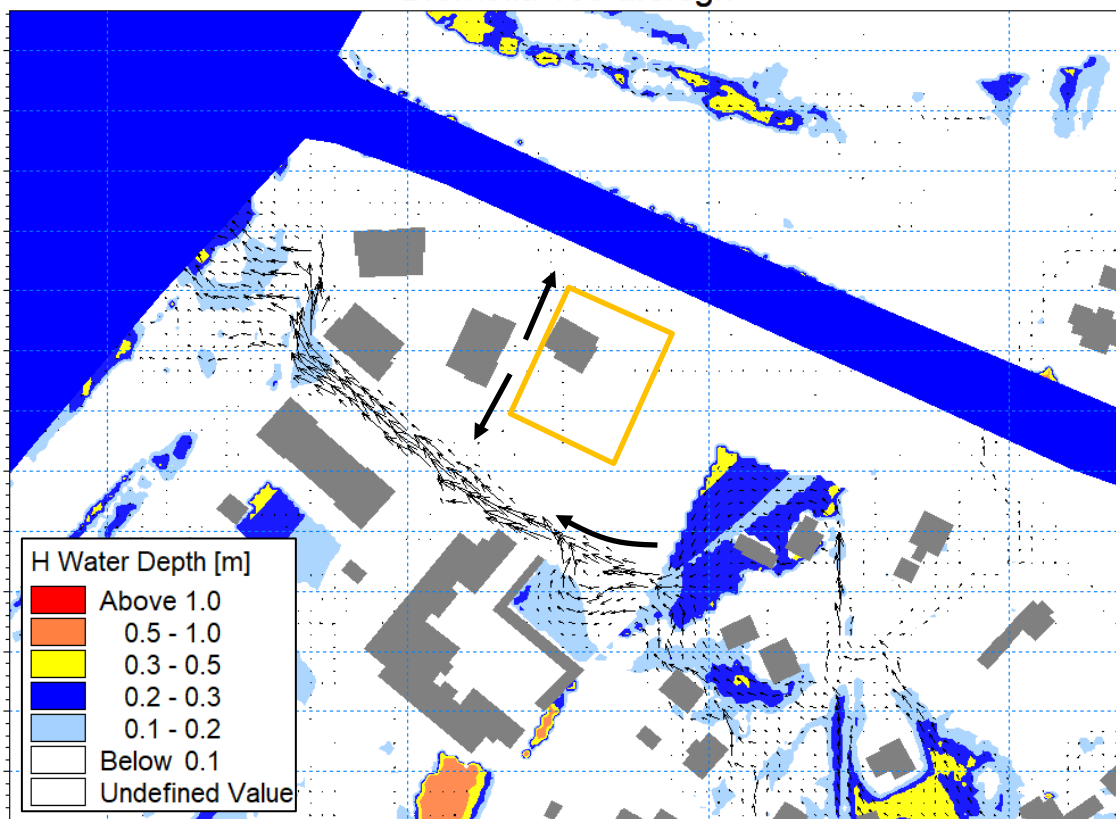 H Water Depth [m]
Above 1.0
0.5 - 1.0
0.3 - 0.5
0.2 - 0.3
0.1 - 0.2
Below 0.1
Undefined Value